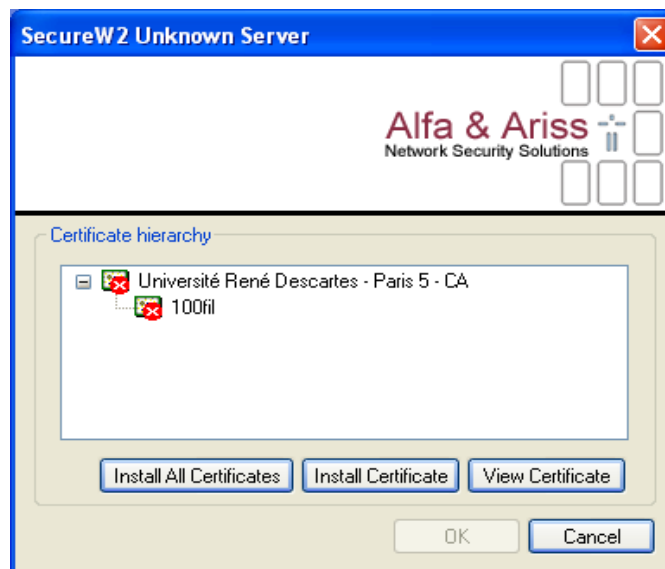 SecureW2 Unknown Server
Alfa & Ariss
Network Security Solutions
Certificate hierarchy
Université René Descartes - Paris 5 - CA
100fil
Install All Certificates Install Certificate View Certificate
OK Cancel